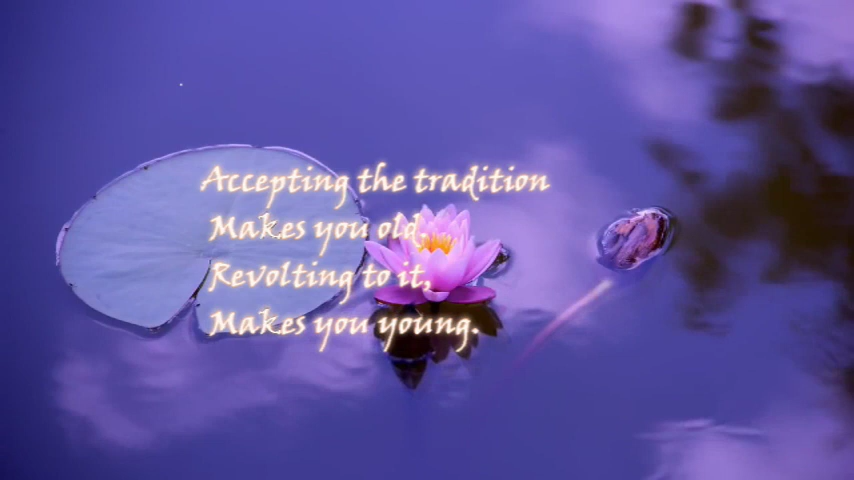 Accepting the tradition
Makes you old.
Revolting to it,
Makes you young.